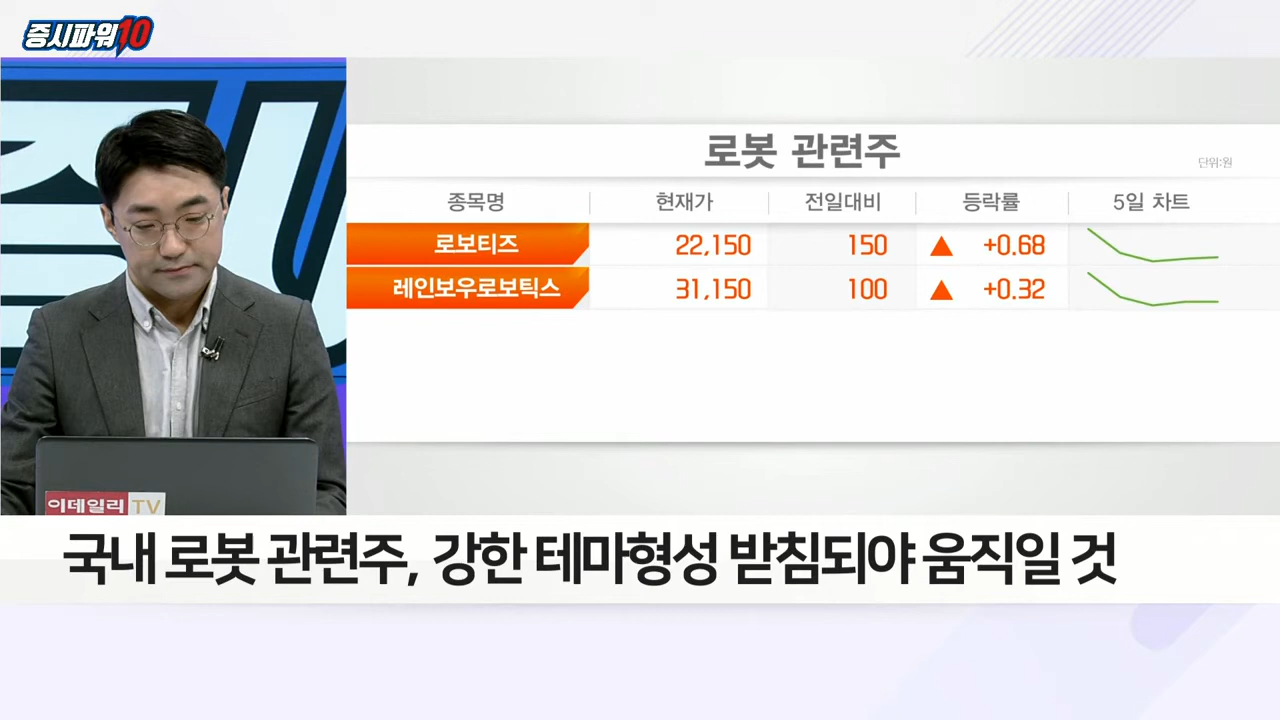 증시파워10
로봇 관련주
단위:원
종목명 현재가 전일대비 등락률 5일 차트
로보티즈 22,150 150 ▲ +0.68
레인보우로보틱스 31,150 100 ▲ +0.32
이데일리 TV
국내 로봇 관련주, 강한 테마형성 받침되야 움직일 것